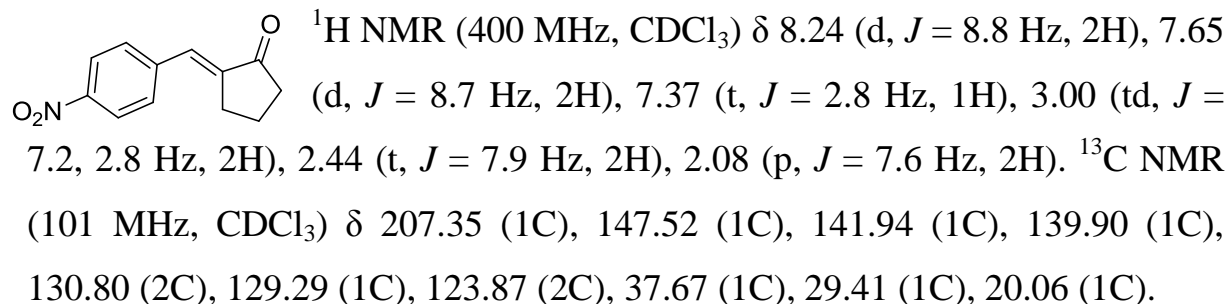 O
O₂N
¹H NMR (400 MHz, CDCl₃) δ 8.24 (d, J = 8.8 Hz, 2H), 7.65
(d, J = 8.7 Hz, 2H), 7.37 (t, J = 2.8 Hz, 1H), 3.00 (td, J =
7.2, 2.8 Hz, 2H), 2.44 (t, J = 7.9 Hz, 2H), 2.08 (p, J = 7.6 Hz, 2H). ¹³C NMR
(101 MHz, CDCl₃) δ 207.35 (1C), 147.52 (1C), 141.94 (1C), 139.90 (1C),
130.80 (2C), 129.29 (1C), 123.87 (2C), 37.67 (1C), 29.41 (1C), 20.06 (1C).